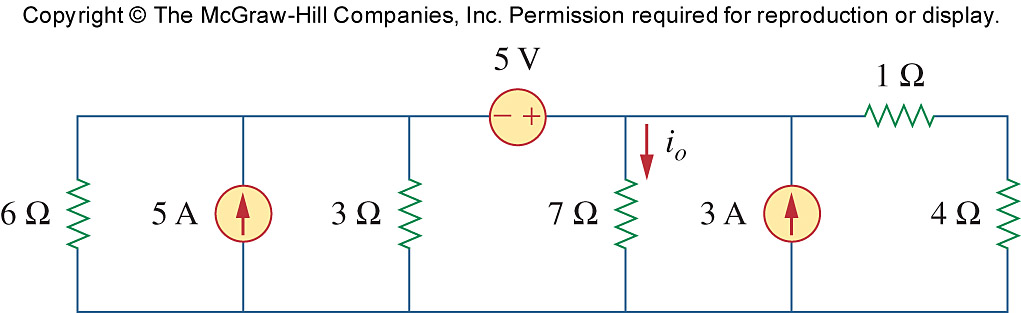 Copyright © The McGraw-Hill Companies, Inc. Permission required for reproduction or display.
5 V
1 Ω
− +
i_o
6 Ω
5 A
3 Ω
7 Ω
3 A
4 Ω